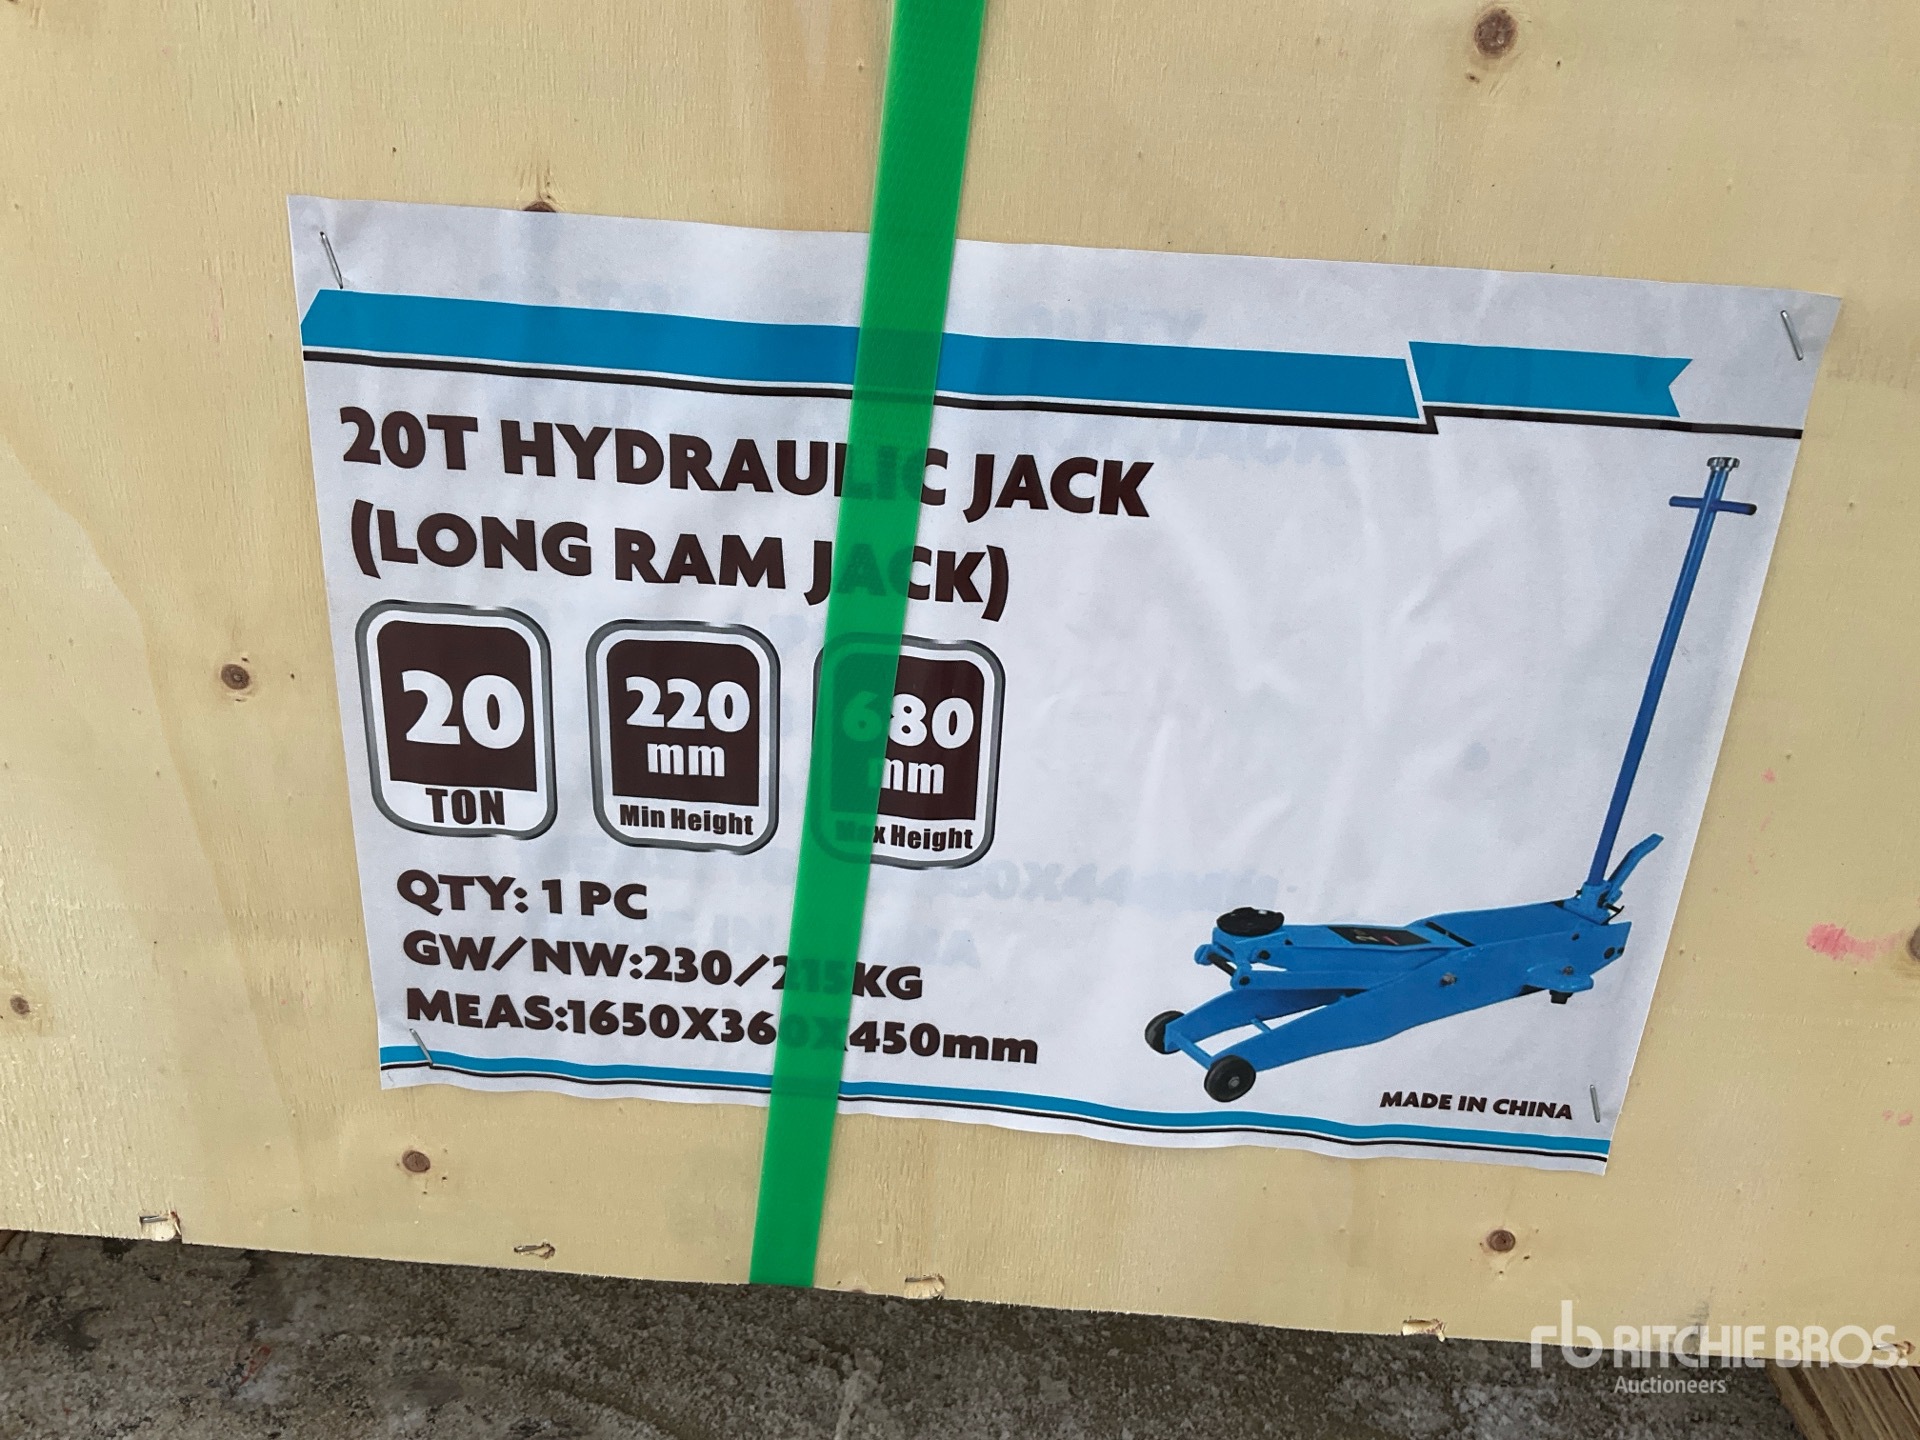 20T HYDRAULIC JACK
(LONG RAM JACK)
20
TON
220
mm
Min Height
680
mm
Max Height
QTY: 1 PC
GW/NW:230/215KG
MEAS:1650X360X450mm
MADE IN CHINA
rb RITCHIE BROS.
Auctioneers